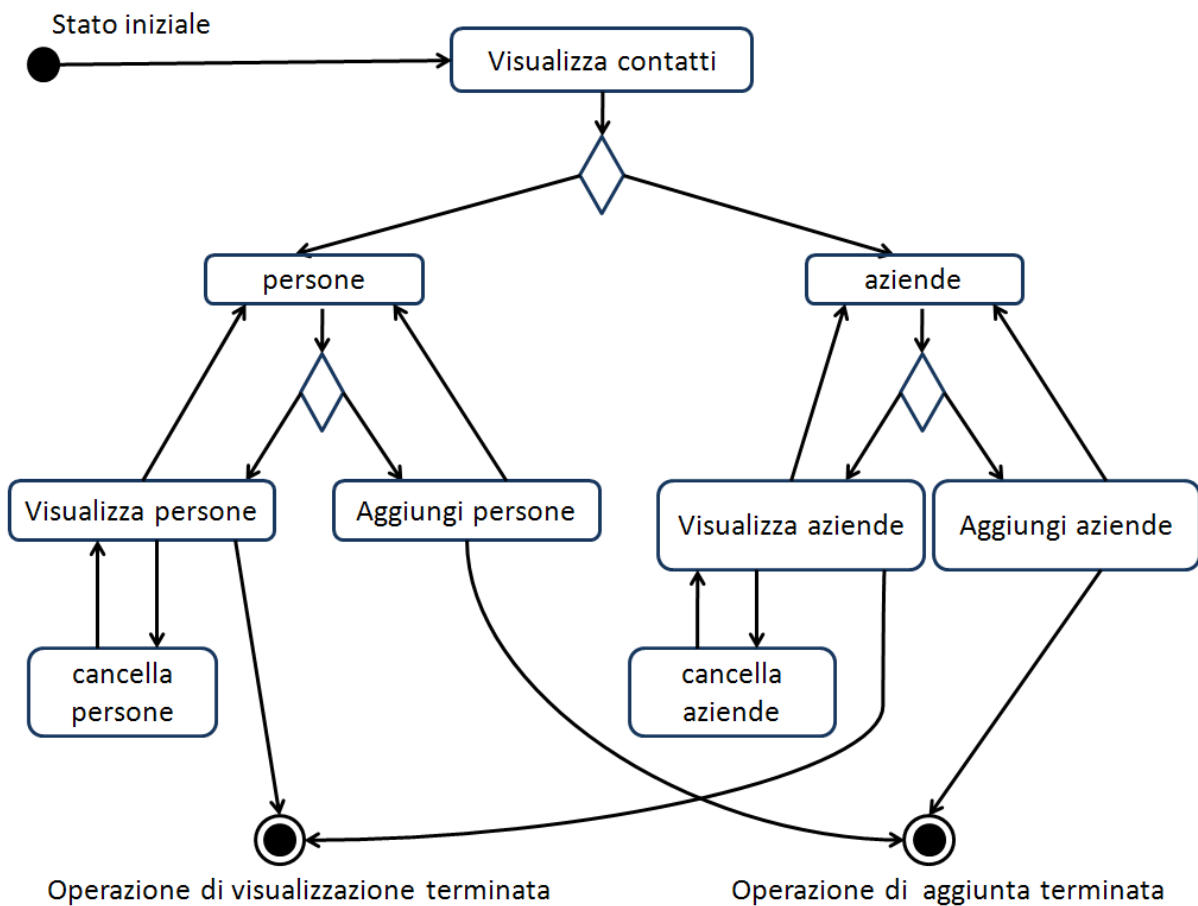 Stato iniziale
Visualizza contatti
persone
aziende
Visualizza persone
Aggiungi persone
Visualizza aziende
Aggiungi aziende
cancella
persone
cancella
aziende
Operazione di visualizzazione terminata
Operazione di aggiunta terminata